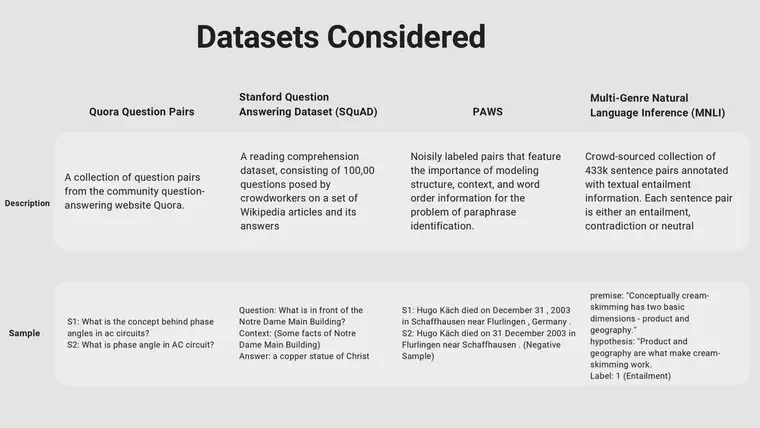 Datasets Considered
Quora Question Pairs
Stanford Question
Answering Dataset (SQuAD)
PAWS
Multi-Genre Natural
Language Inference (MNLI)
Description
A collection of question pairs
from the community question-
answering website Quora.
A reading comprehension
dataset, consisting of 100,00
questions posed by
crowdworkers on a set of
Wikipedia articles and its
answers
Noisily labeled pairs that feature
the importance of modeling
structure, context, and word
order information for the
problem of paraphrase
identification.
Crowd-sourced collection of
433k sentence pairs annotated
with textual entailment
information. Each sentence pair
is either an entailment,
contradiction or neutral
Sample
S1: What is the concept behind phase
angles in ac circuits?
S2: What is phase angle in AC circuit?
Question: What is in front of the
Notre Dame Main Building?
Context: (Some facts of Notre
Dame Main Building)
Answer: a copper statue of Christ
S1: Hugo Käch died on December 31 , 2003
in Schaffhausen near Flurlingen , Germany .
S2: Hugo Käch died on 31 December 2003 in
Flurlingen near Schaffhausen . (Negative
Sample)
premise: "Conceptually cream-
skimming has two basic
dimensions - product and
geography."
hypothesis: "Product and
geography are what make cream-
skimming work.
Label: 1 (Entailment)